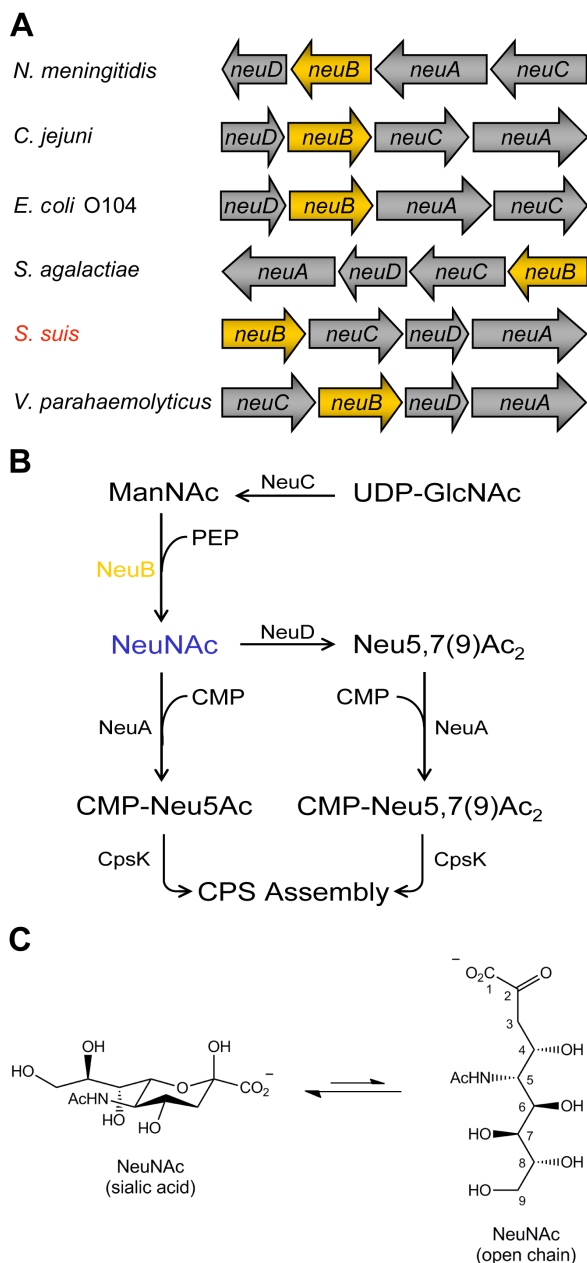 A
N. meningitidis neuD neuB neuA neuC
C. jejuni neuD neuB neuC neuA
E. coli O104 neuD neuB neuA neuC
S. agalactiae neuA neuD neuC neuB
S. suis neuB neuC neuD neuA
V. parahaemolyticus neuC neuB neuD neuA
B
ManNAc NeuC UDP-GlcNAc
PEP
NeuB
NeuNAc NeuD Neu5,7(9)Ac2
CMP CMP
NeuA NeuA
CMP-Neu5Ac CMP-Neu5,7(9)Ac2
CpsK CpsK
CPS Assembly
C
OH
HO
O
OH
CO2−
AcHN
HO
HO
NeuNAc
(sialic acid)
−
O2C O
1
2
3
4 OH
AcHN 5
6 OH
HO 7
8 OH
HO
9
NeuNAc
(open chain)